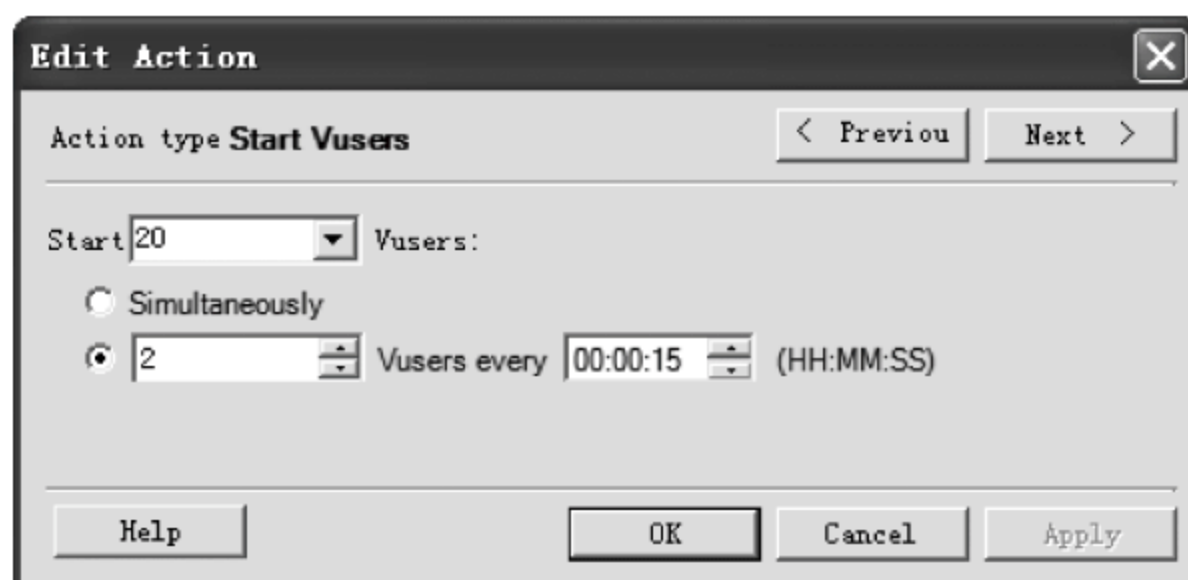 Edit Action
Action type Start Vusers < Previou Next >
Start 20 Vusers:
Simultaneously
2 Vusers every 00:00:15 (HH:MM:SS)
Help OK Cancel Apply